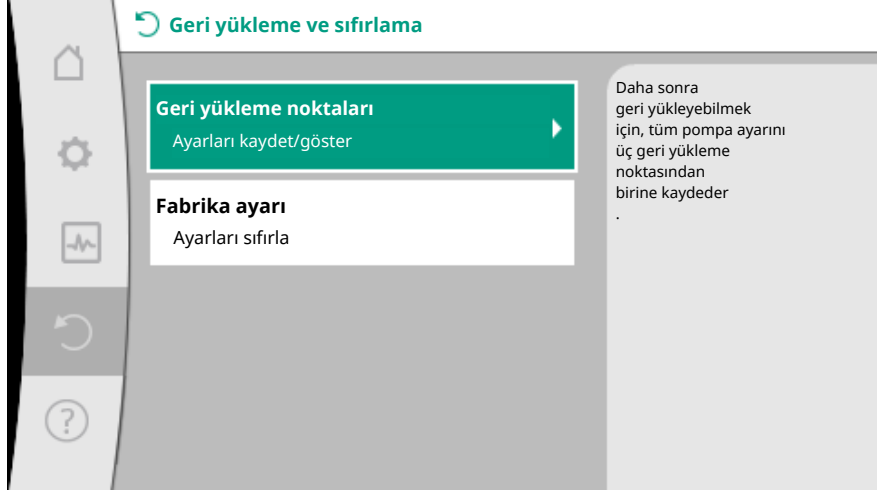 Geri yükleme ve sıfırlama
Geri yükleme noktaları
Ayarları kaydet/göster
Fabrika ayarı
Ayarları sıfırla
Daha sonra
geri yükleyebilmek
için, tüm pompa ayarını
üç geri yükleme
noktasından
birine kaydeder
.
?